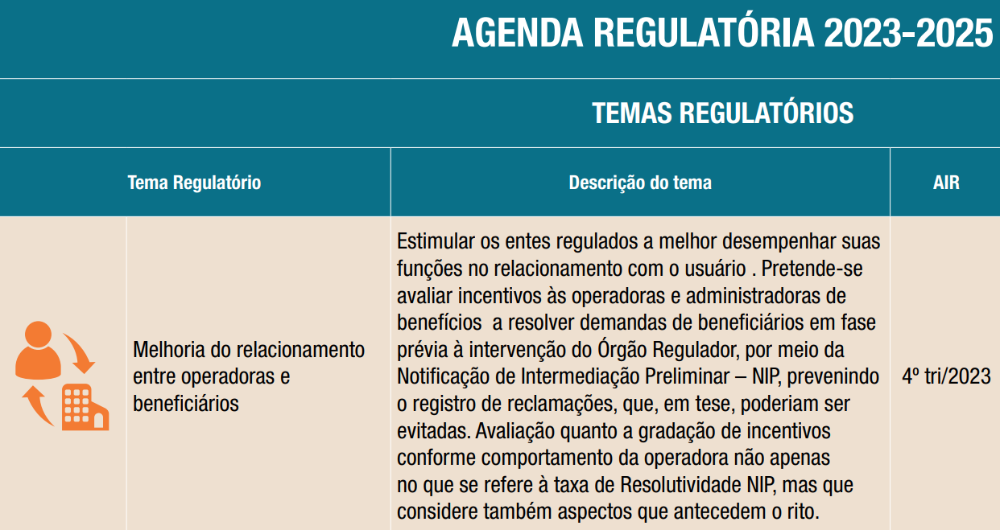 AGENDA REGULATÓRIA 2023-2025
TEMAS REGULATÓRIOS
Tema Regulatório
Descrição do tema
AIR
Melhoria do relacionamento
entre operadoras e
beneficiários
Estimular os entes regulados a melhor desempenhar suas
funções no relacionamento com o usuário . Pretende-se
avaliar incentivos às operadoras e administradoras de
benefícios  a resolver demandas de beneficiários em fase
prévia à intervenção do Órgão Regulador, por meio da
Notificação de Intermediação Preliminar – NIP, prevenindo
o registro de reclamações, que, em tese, poderiam ser
evitadas. Avaliação quanto a gradação de incentivos
conforme comportamento da operadora não apenas
no que se refere à taxa de Resolutividade NIP, mas que
considere também aspectos que antecedem o rito.
4º tri/2023